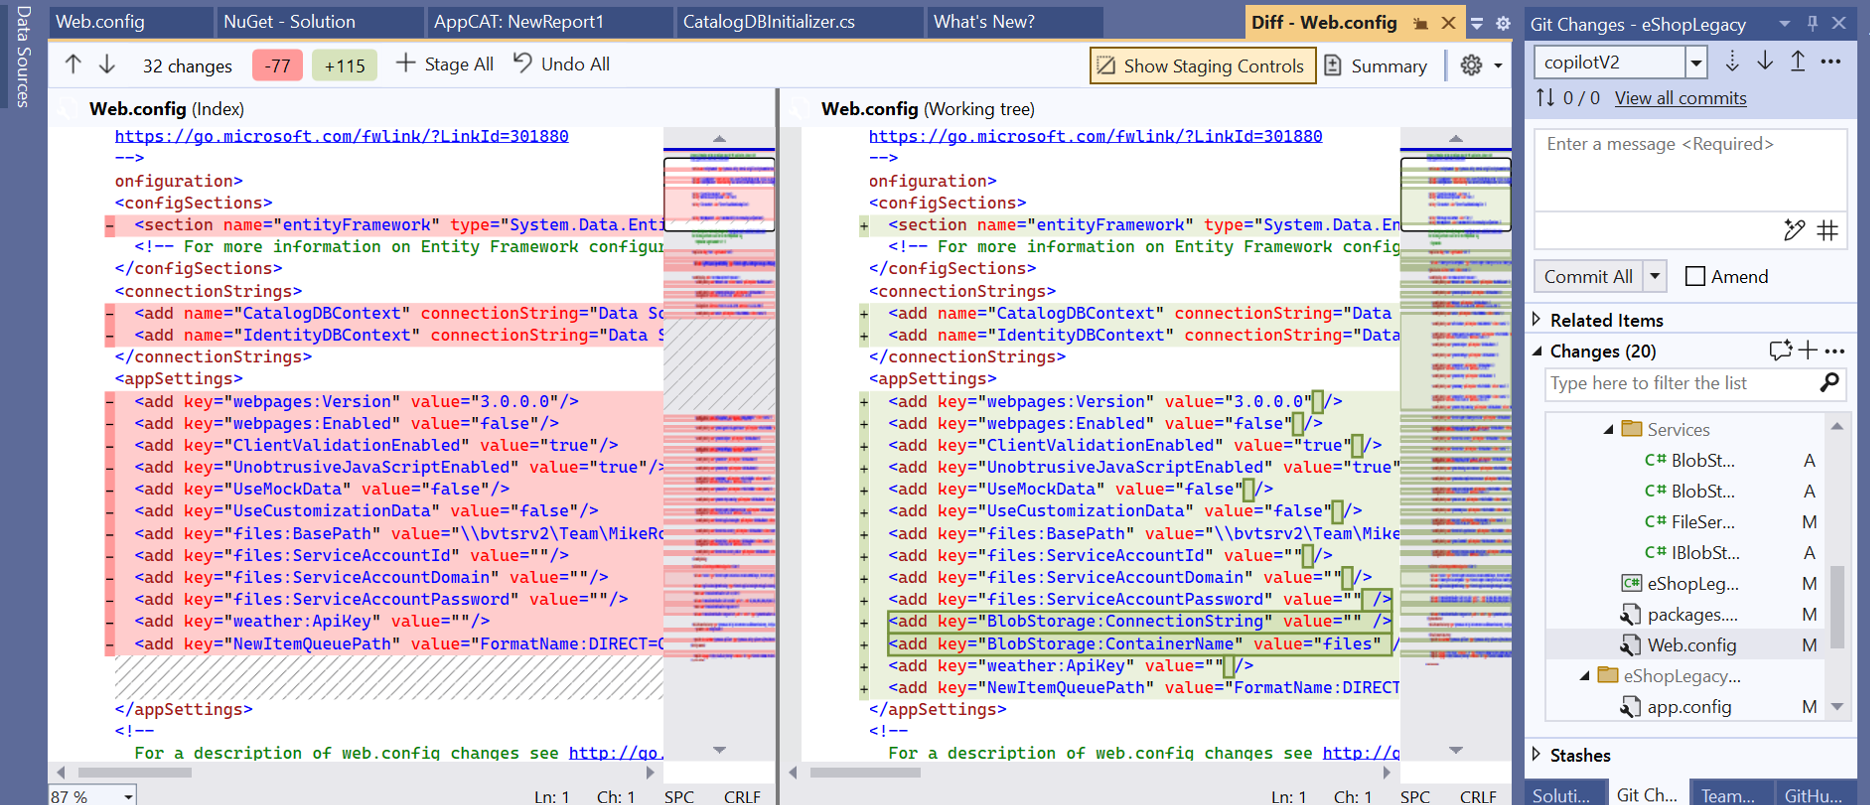 Data Sources
Web.config
NuGet - Solution
AppCAT: NewReport1
CatalogDBInitializer.cs
What's New?
Diff - Web.config
32 changes
-77
+115
Stage All
Undo All
Show Staging Controls
Summary
Web.config (Index)
https://go.microsoft.com/fwlink/?LinkId=301880
-->
onfiguration>
<configSections>
- <section name="entityFramework" type="System.Data.Enti
<!-- For more information on Entity Framework configur
</configSections>
<connectionStrings>
- <add name="CatalogDBContext" connectionString="Data So
- <add name="IdentityDBContext" connectionString="Data S
</connectionStrings>
<appSettings>
- <add key="webpages:Version" value="3.0.0.0"/>
- <add key="webpages:Enabled" value="false"/>
- <add key="ClientValidationEnabled" value="true"/>
- <add key="UnobtrusiveJavaScriptEnabled" value="true"/>
- <add key="UseMockData" value="false"/>
- <add key="UseCustomizationData" value="false"/>
- <add key="files:BasePath" value="\\bvtsrv2\Team\MikeRo
- <add key="files:ServiceAccountId" value=""/>
- <add key="files:ServiceAccountDomain" value=""/>
- <add key="files:ServiceAccountPassword" value=""/>
- <add key="weather:ApiKey" value=""/>
- <add key="NewItemQueuePath" value="FormatName:DIRECT=O
</appSettings>
<!--
For a description of web.config changes see http://go.
87 %
Ln: 1 Ch: 1 SPC CRLF
Web.config (Working tree)
https://go.microsoft.com/fwlink/?LinkId=301880
-->
onfiguration>
<configSections>
+ <section name="entityFramework" type="System.Data.En
<!-- For more information on Entity Framework config
</configSections>
<connectionStrings>
+ <add name="CatalogDBContext" connectionString="Data
+ <add name="IdentityDBContext" connectionString="Data
</connectionStrings>
<appSettings>
+ <add key="webpages:Version" value="3.0.0.0" />
+ <add key="webpages:Enabled" value="false" />
+ <add key="ClientValidationEnabled" value="true" />
+ <add key="UnobtrusiveJavaScriptEnabled" value="true"
+ <add key="UseMockData" value="false" />
+ <add key="UseCustomizationData" value="false" />
+ <add key="files:BasePath" value="\\bvtsrv2\Team\Mike
+ <add key="files:ServiceAccountId" value="" />
+ <add key="files:ServiceAccountDomain" value="" />
+ <add key="files:ServiceAccountPassword" value="" />
+ <add key="BlobStorage:ConnectionString" value="" />
+ <add key="BlobStorage:ContainerName" value="files" /
+ <add key="weather:ApiKey" value="" />
+ <add key="NewItemQueuePath" value="FormatName:DIRECT
</appSettings>
<!--
For a description of web.config changes see http://g
Ln: 1 Ch: 1 SPC CRLF
Git Changes - eShopLegacy
copilotV2
0 / 0 View all commits
Enter a message <Required>
Commit All
Amend
Related Items
Changes (20)
Type here to filter the list
Services
C# BlobSt... A
C# BlobSt... A
C# FileSer... M
C# IBlobSt... A
C# eShopLeg... M
packages.... M
Web.config M
eShopLegacy...
app.config M
Stashes
Soluti...
Git Ch...
Team...
GitHu...